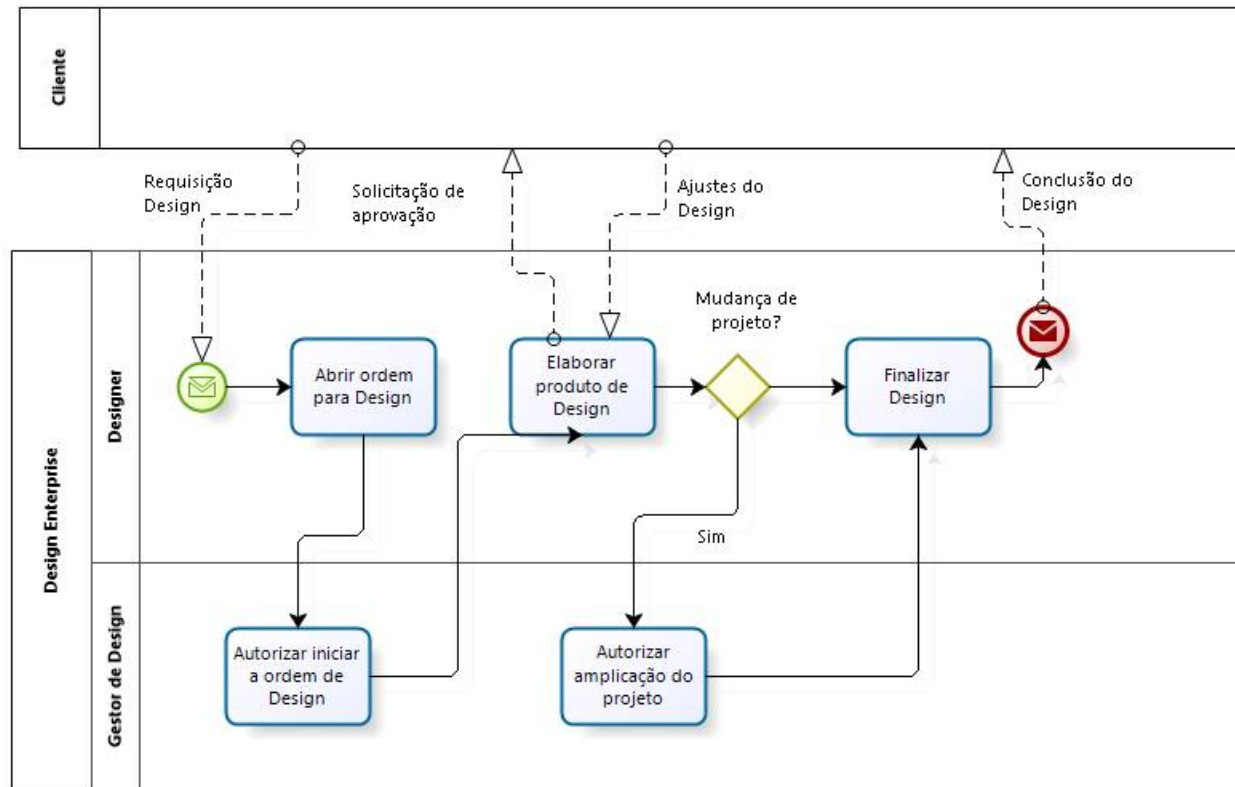 Cliente
Requisição
Design
Solicitação de
aprovação
Ajustes do
Design
Conclusão do
Design
Design Enterprise
Designer
Abrir ordem
para Design
Elaborar
produto de
Design
Mudança de
projeto?
Finalizar
Design
Sim
Gestor de Design
Autorizar iniciar
a ordem de
Design
Autorizar
amplicação do
projeto